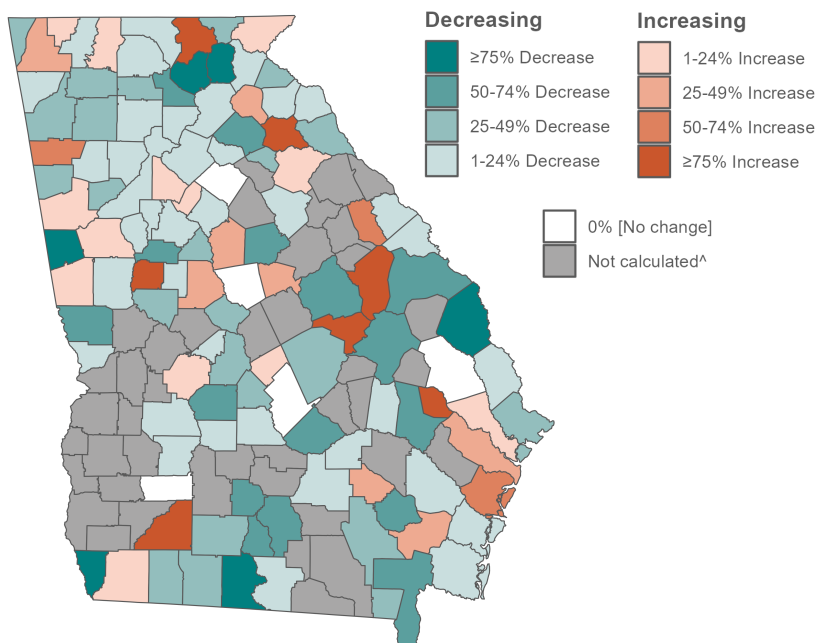 Decreasing
≥75% Decrease
50-74% Decrease
25-49% Decrease
1-24% Decrease
Increasing
1-24% Increase
25-49% Increase
50-74% Increase
≥75% Increase
0% [No change]
Not calculated^